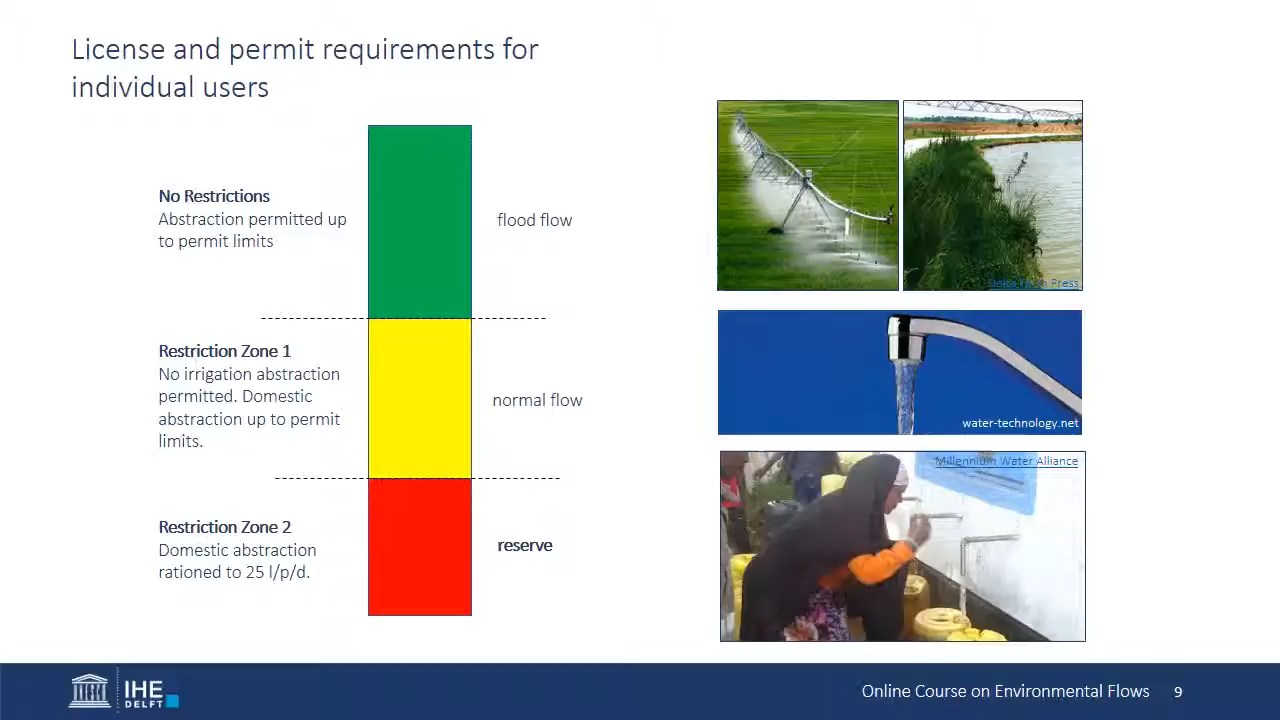 License and permit requirements for
individual users
No Restrictions
Abstraction permitted up
to permit limits
flood flow
Restriction Zone 1
No irrigation abstraction
permitted. Domestic
abstraction up to permit
limits.
normal flow
Restriction Zone 2
Domestic abstraction
rationed to 25 l/p/d.
reserve
Press
water-technology.net
Millennium Water Alliance
IHE
DELFT
Online Course on Environmental Flows
9